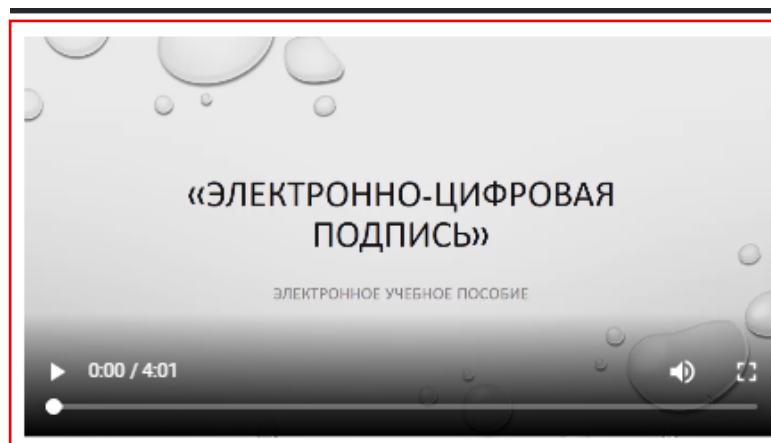 «ЭЛЕКТРОННО-ЦИФРОВАЯ
ПОДПИСЬ»
ЭЛЕКТРОННОЕ УЧЕБНОЕ ПОСОБИЕ
0:00 / 4:01